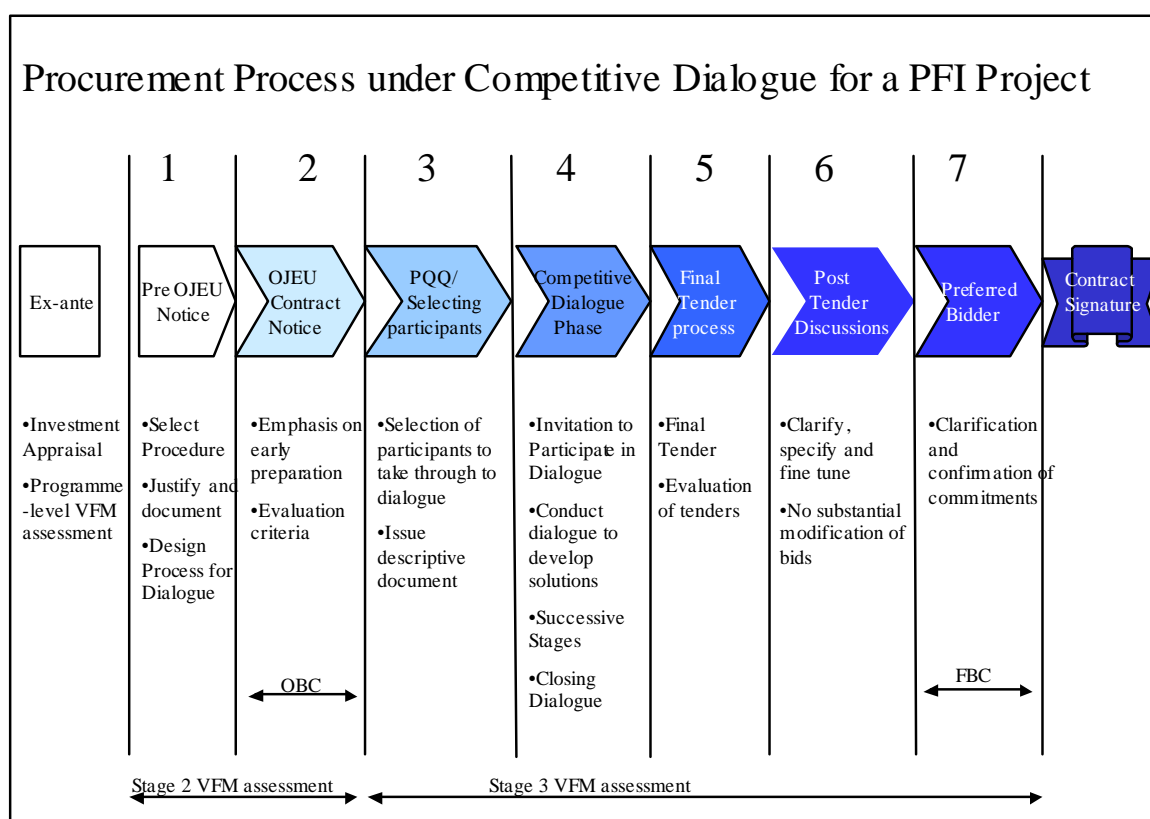 Procurement Process under Competitive Dialogue for a PFI Project
1
2
3
4
5
6
7
Ex-ante
Pre OJEU
Notice
OJEU
Contract
Notice
PQQ/
Selecting
participants
Competitive
Dialogue
Phase
Final
Tender
process
Post
Tender
Discussions
Preferred
Bidder
Contract
Signature
•Investment
Appraisal
•Programme
-level VFM
assessment
•Select
Procedure
•Justify and
document
•Design
Process for
Dialogue
•Emphasis on
early
preparation
•Evaluation
criteria
•Selection of
participants to
take through to
dialogue
•Issue
descriptive
document
•Invitation to
Participate in
Dialogue
•Conduct
dialogue to
develop
solutions
•Successive
Stages
•Closing
Dialogue
•Final
Tender
•Evaluation
of tenders
•Clarify,
specify and
fine tune
•No substantial
modification of
bids
•Clarification
and
confirmation of
commitments
OBC
FBC
Stage 2 VFM assessment
Stage 3 VFM assessment